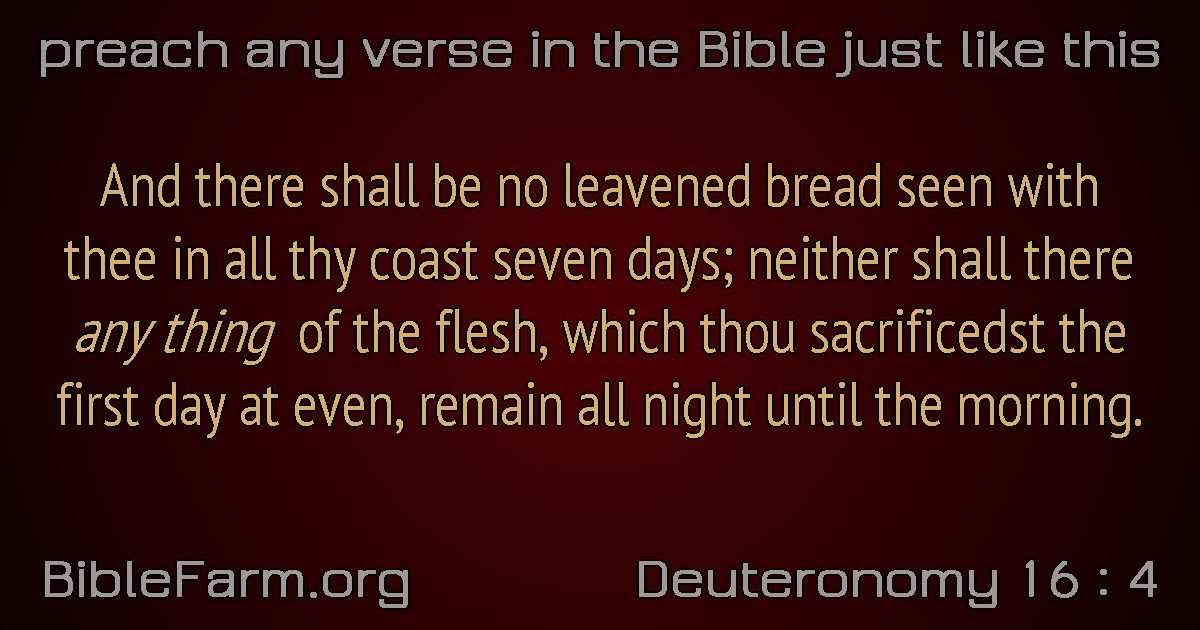 preach any verse in the Bible just like this
And there shall be no leavened bread seen with
thee in all thy coast seven days; neither shall there
any thing of the flesh, which thou sacrificedst the
first day at even, remain all night until the morning.
BibleFarm.org
Deuteronomy 16 : 4